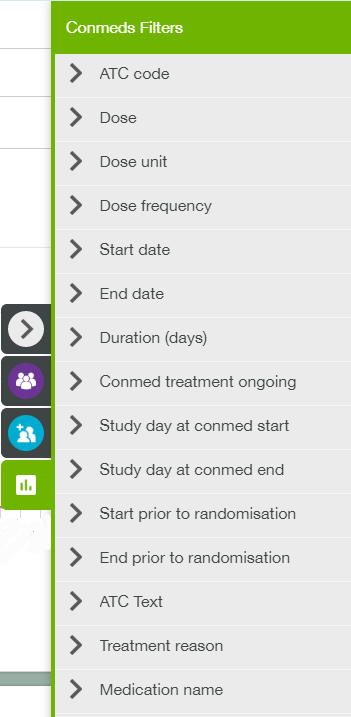 Conmeds Filters
ATC code
Dose
Dose unit
Dose frequency
Start date
End date
Duration (days)
Conmed treatment ongoing
Study day at conmed start
Study day at conmed end
Start prior to randomisation
End prior to randomisation
ATC Text
Treatment reason
Medication name